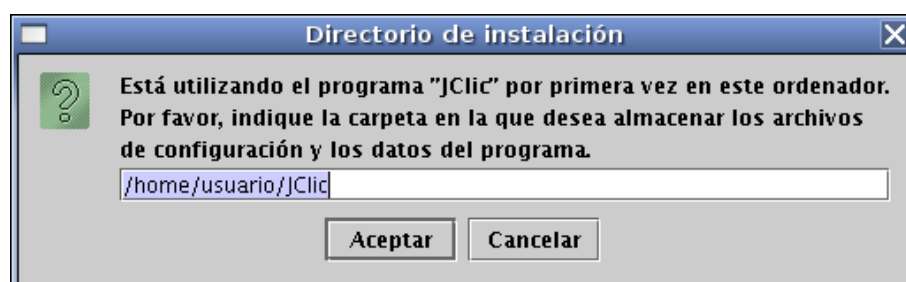 Directorio de instalación
Está utilizando el programa "JClic" por primera vez en este ordenador.
Por favor, indique la carpeta en la que desea almacenar los archivos
de configuración y los datos del programa.
/home/usuario/JClic
Aceptar Cancelar